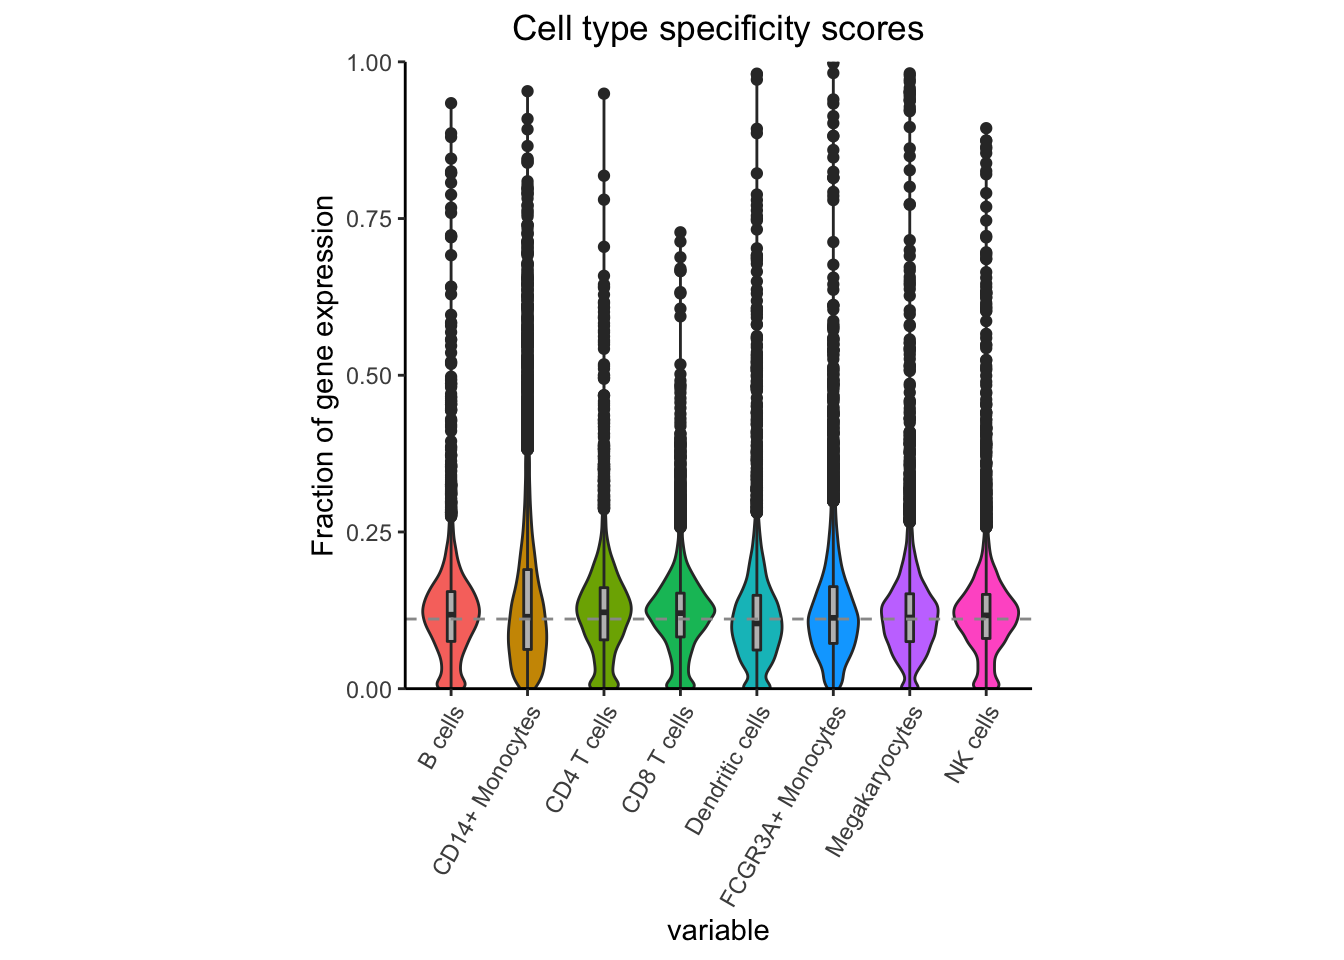 Cell type specificity scores
Fraction of gene expression
1.00
0.75
0.50
0.25
0.00
B cells
CD14+ Monocytes
CD4 T cells
CD8 T cells
Dendritic cells
FCGR3A+ Monocytes
Megakaryocytes
NK cells
variable